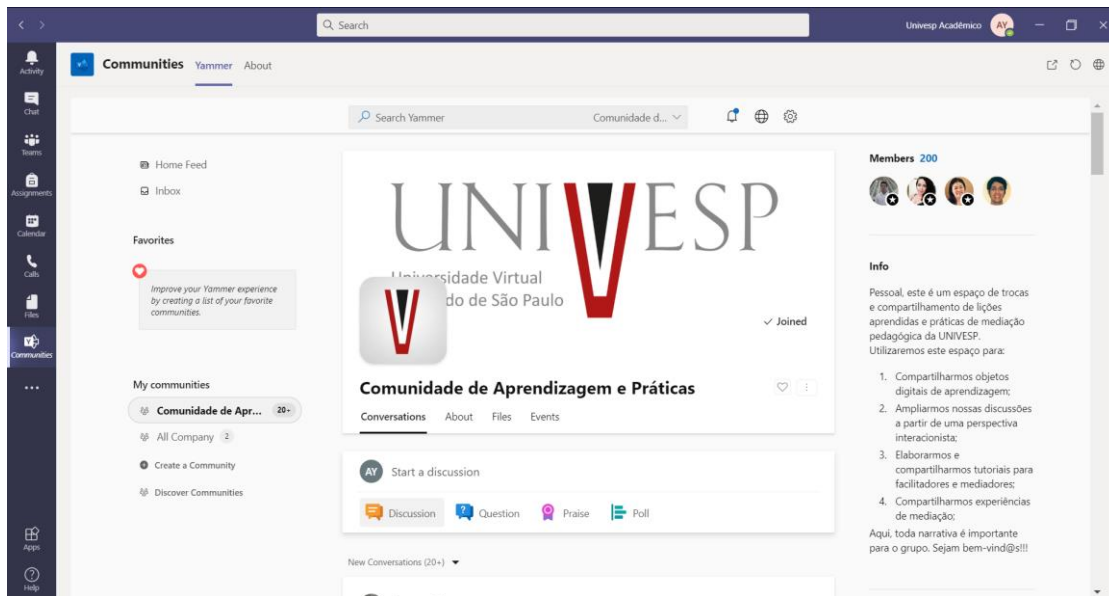 Search
Univesp Acadêmico
AY
Activity
Chat
Teams
Assignments
Calendar
Calls
Files
Communities
Apps
Help
Communities
Yammer
About
Search Yammer
Comunidade d...
Home Feed
Inbox
Favorites
Improve your Yammer experience
by creating a list of your favorite
communities.
My communities
Comunidade de Apr... 20+
All Company 2
Create a Community
Discover Communities
UNIVESP
Universidade Virtual
do de São Paulo
Joined
Comunidade de Aprendizagem e Práticas
Conversations About Files Events
AY Start a discussion
Discussion Question Praise Poll
New Conversations (20+)
Members 200
Info
Pessoal, este é um espaço de trocas
e compartilhamento de lições
aprendidas e práticas de mediação
pedagógica da UNIVESP.
Utilizaremos este espaço para:
1. Compartilharmos objetos
digitais de aprendizagem;
2. Ampliarmos nossas discussões
a partir de uma perspectiva
interacionista;
3. Elaborarmos e
compartilharmos tutoriais para
facilitadores e mediadores;
4. Compartilharmos experiências
de mediação;
Aqui, toda narrativa é importante
para o grupo. Sejam bem-vind@s!!!